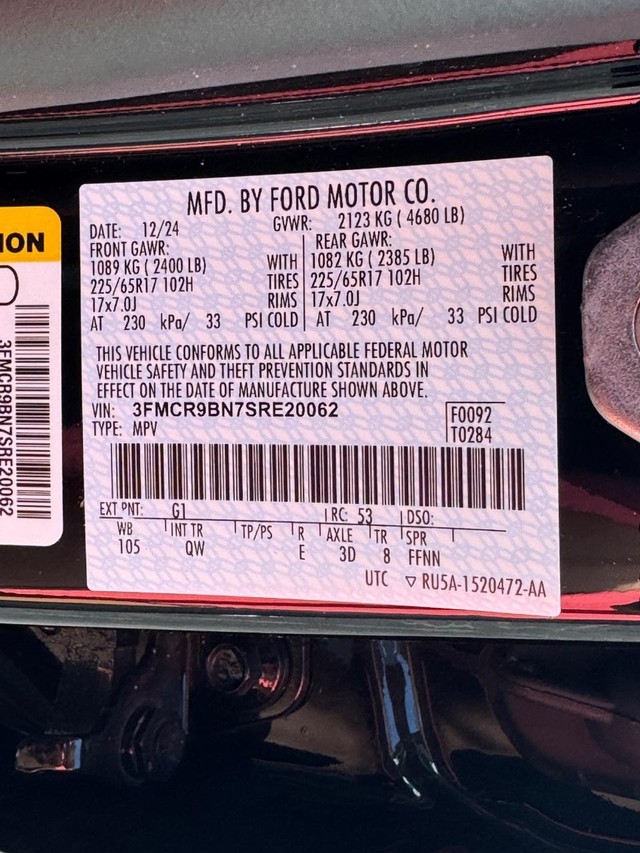 MFD. BY FORD MOTOR CO.
DATE: 12/24 GVWR: 2123 KG ( 4680 LB)
FRONT GAWR: REAR GAWR:
1089 KG ( 2400 LB) WITH 1082 KG ( 2385 LB) WITH
225/65R17 102H TIRES 225/65R17 102H TIRES
17x7.0J RIMS 17x7.0J RIMS
AT 230 kPa/ 33 PSI COLD AT 230 kPa/ 33 PSI COLD
THIS VEHICLE CONFORMS TO ALL APPLICABLE FEDERAL MOTOR
VEHICLE SAFETY AND THEFT PREVENTION STANDARDS IN
EFFECT ON THE DATE OF MANUFACTURE SHOWN ABOVE.
VIN: 3FMCR9BN7SRE20062 F0092
TYPE: MPV T0284
EXT PNT: G1 RC: 53 DSO:
WB INT TR TP/PS R AXLE TR SPR
105 QW E 3D 8 FFNN
UTC ▽ RU5A-1520472-AA
ION
3FMCR9BN7SRE20062